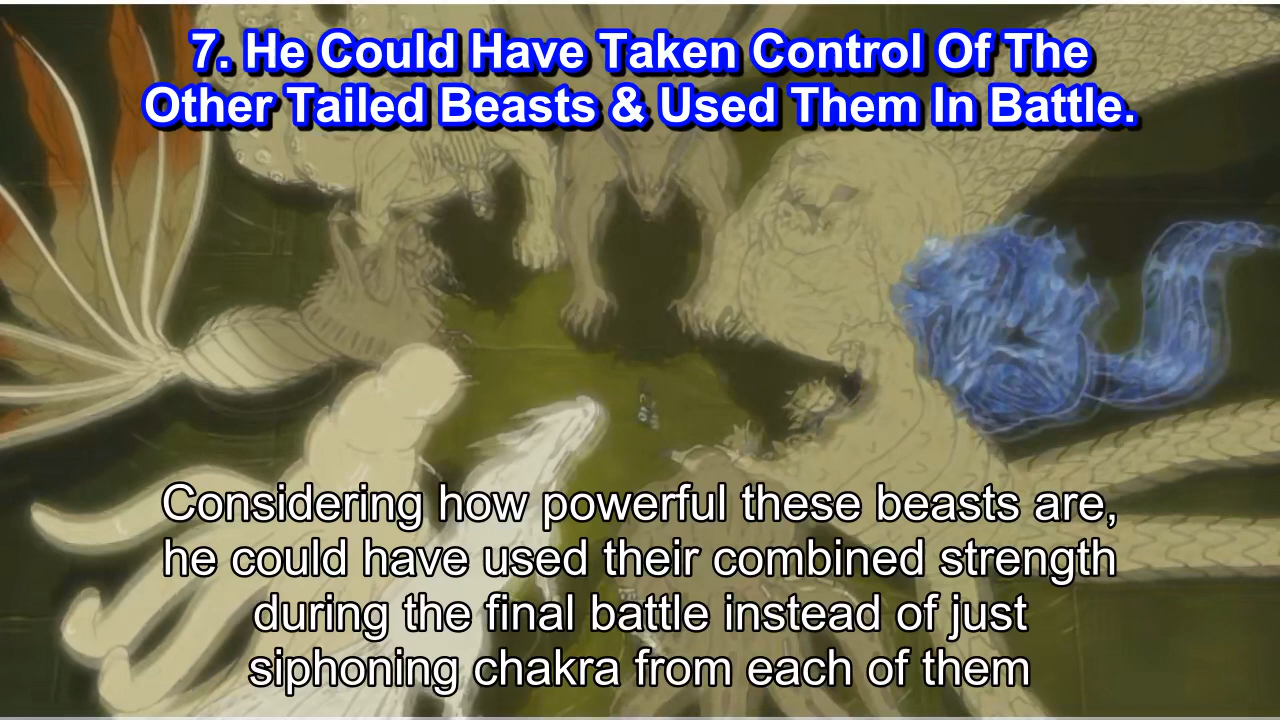 7. He Could Have Taken Control Of The
Other Tailed Beasts & Used Them In Battle.
Considering how powerful these beasts are,
he could have used their combined strength
during the final battle instead of just
siphoning chakra from each of them